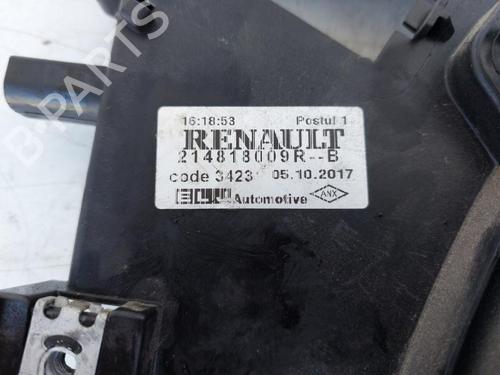 B-PARTS
16:18:53 Postul 1
RENAULT
214818009R--B
code 3423 05.10.2017
Automotive ANX